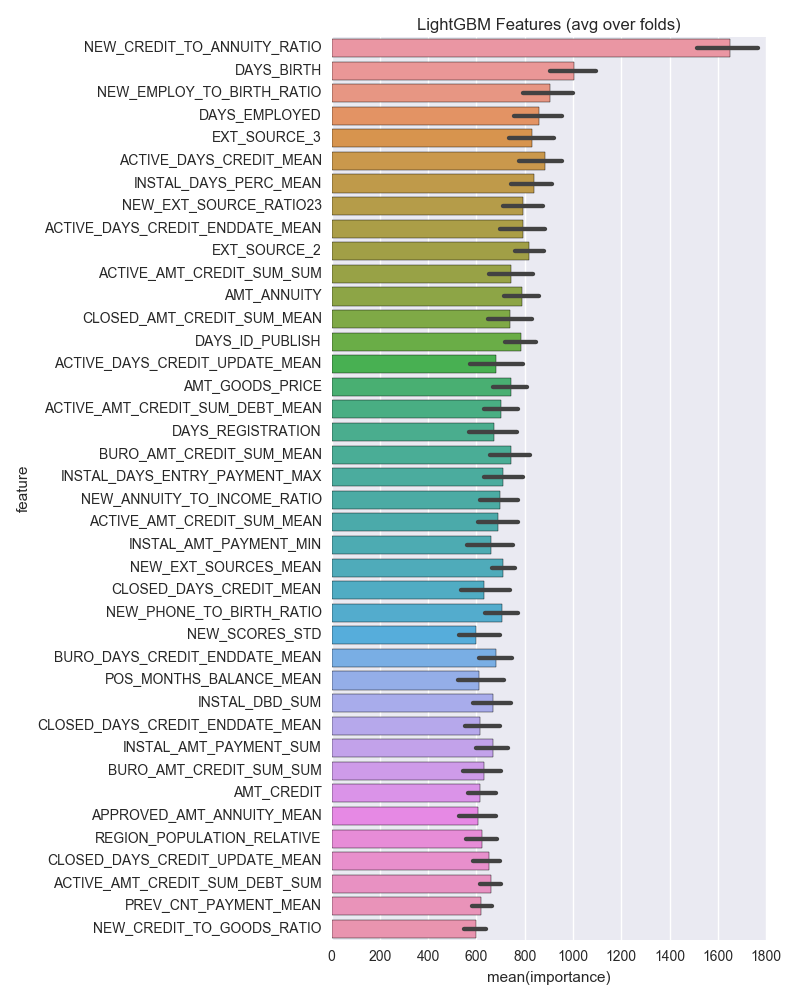 LightGBM Features (avg over folds)
NEW_CREDIT_TO_ANNUITY_RATIO
DAYS_BIRTH
NEW_EMPLOY_TO_BIRTH_RATIO
DAYS_EMPLOYED
EXT_SOURCE_3
ACTIVE_DAYS_CREDIT_MEAN
INSTAL_DAYS_PERC_MEAN
NEW_EXT_SOURCE_RATIO23
ACTIVE_DAYS_CREDIT_ENDDATE_MEAN
EXT_SOURCE_2
ACTIVE_AMT_CREDIT_SUM_SUM
AMT_ANNUITY
CLOSED_AMT_CREDIT_SUM_MEAN
DAYS_ID_PUBLISH
ACTIVE_DAYS_CREDIT_UPDATE_MEAN
AMT_GOODS_PRICE
ACTIVE_AMT_CREDIT_SUM_DEBT_MEAN
DAYS_REGISTRATION
BURO_AMT_CREDIT_SUM_MEAN
INSTAL_DAYS_ENTRY_PAYMENT_MAX
NEW_ANNUITY_TO_INCOME_RATIO
ACTIVE_AMT_CREDIT_SUM_MEAN
INSTAL_AMT_PAYMENT_MIN
NEW_EXT_SOURCES_MEAN
CLOSED_DAYS_CREDIT_MEAN
NEW_PHONE_TO_BIRTH_RATIO
NEW_SCORES_STD
BURO_DAYS_CREDIT_ENDDATE_MEAN
POS_MONTHS_BALANCE_MEAN
INSTAL_DBD_SUM
CLOSED_DAYS_CREDIT_ENDDATE_MEAN
INSTAL_AMT_PAYMENT_SUM
BURO_AMT_CREDIT_SUM_SUM
AMT_CREDIT
APPROVED_AMT_ANNUITY_MEAN
REGION_POPULATION_RELATIVE
CLOSED_DAYS_CREDIT_UPDATE_MEAN
ACTIVE_AMT_CREDIT_SUM_DEBT_SUM
PREV_CNT_PAYMENT_MEAN
NEW_CREDIT_TO_GOODS_RATIO
feature
0 200 400 600 800 1000 1200 1400 1600 1800
mean(importance)